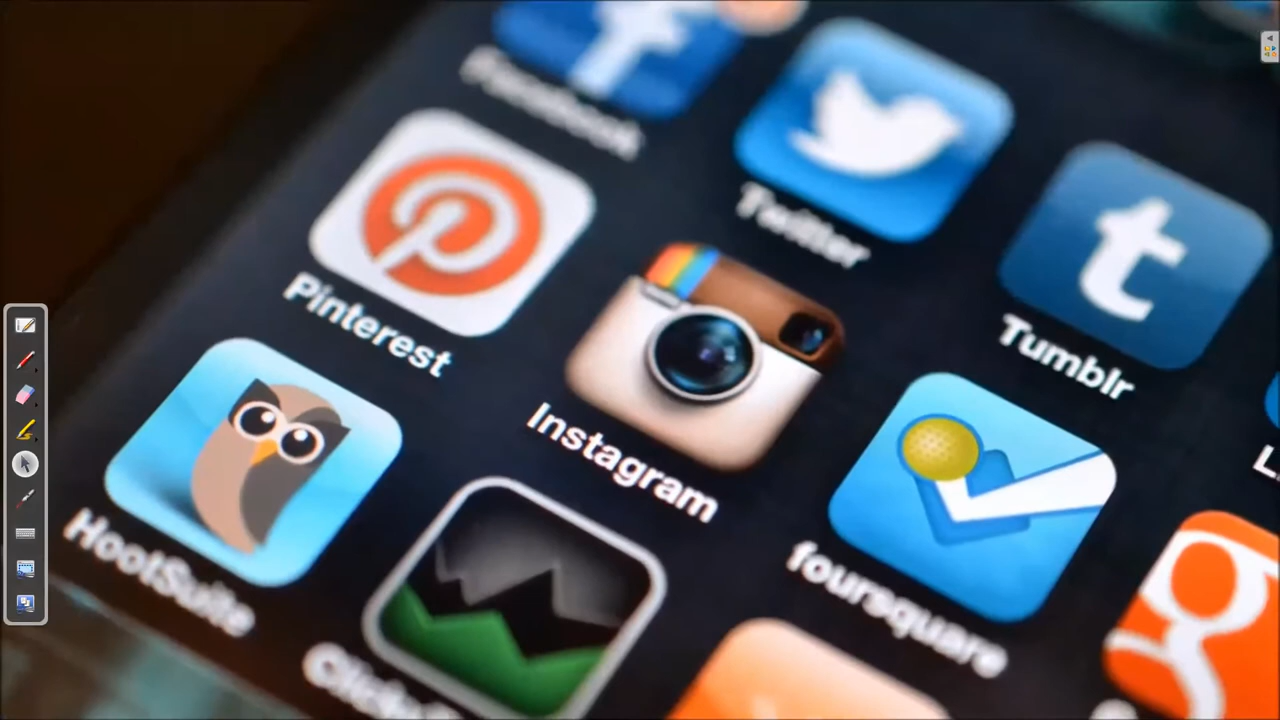 Facebook
Twitter
Tumblr
Pinterest
Instagram
foursquare
HootSuite